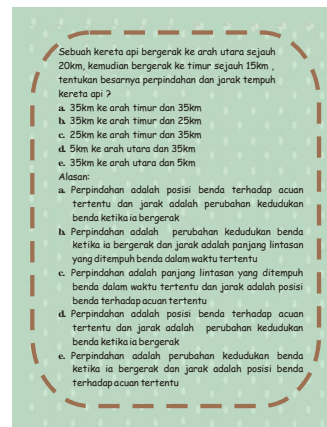 Sebuah kereta api bergerak ke arah utara sejauh
20km, kemudian bergerak ke timur sejauh 15km ,
tentukan besarnya perpindahan dan jarak tempuh
kereta api ?
a. 35km ke arah timur dan 35km
b. 35km ke arah timur dan 25km
c. 25km ke arah timur dan 35km
d. 5km ke arah utara dan 35km
e. 35km ke arah utara dan 5km
Alasan:
a. Perpindahan adalah posisi benda terhadap acuan
tertentu dan jarak adalah perubahan kedudukan
benda ketika ia bergerak
b. Perpindahan adalah perubahan kedudukan benda
ketika ia bergerak dan jarak adalah panjang lintasan
yang ditempuh benda dalam waktu tertentu
c. Perpindahan adalah panjang lintasan yang ditempuh
benda dalam waktu tertentu dan jarak adalah posisi
benda terhadap acuan tertentu
d. Perpindahan adalah posisi benda terhadap acuan
tertentu dan jarak adalah perubahan kedudukan
benda ketika ia bergerak
e. Perpindahan adalah perubahan kedudukan benda
ketika ia bergerak dan jarak adalah posisi benda
terhadap acuan tertentu